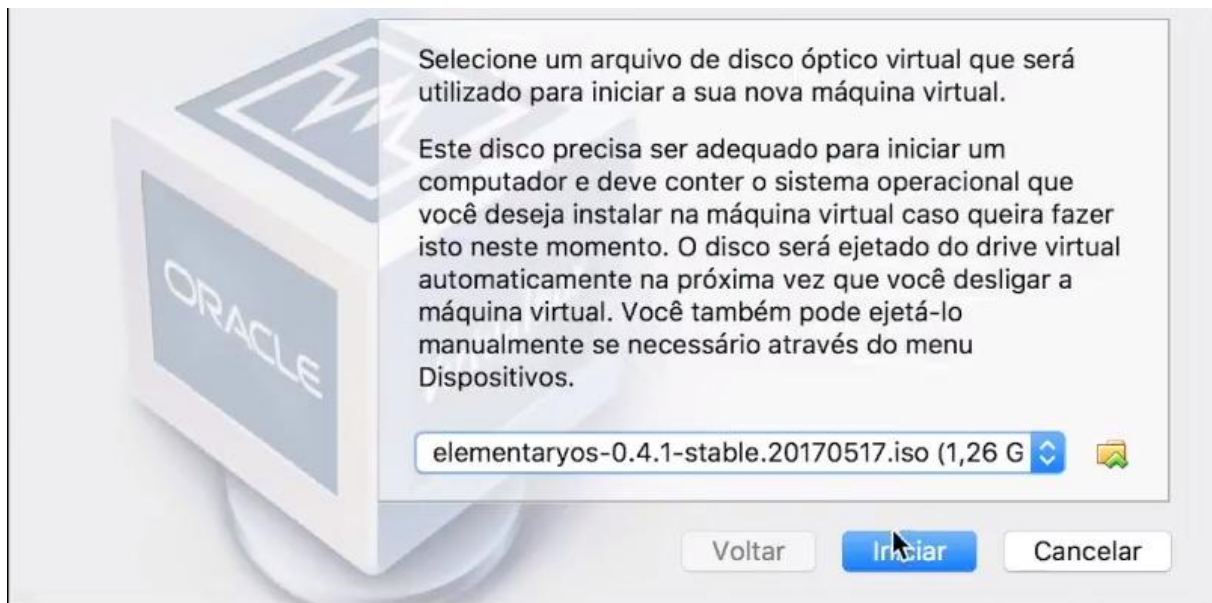 Selecione um arquivo de disco óptico virtual que será
utilizado para iniciar a sua nova máquina virtual.
Este disco precisa ser adequado para iniciar um
computador e deve conter o sistema operacional que
você deseja instalar na máquina virtual caso queira fazer
isto neste momento. O disco será ejetado do drive virtual
automaticamente na próxima vez que você desligar a
máquina virtual. Você também pode ejetá-lo
manualmente se necessário através do menu
Dispositivos.
ORACLE
elementaryos-0.4.1-stable.20170517.iso (1,26 G
Voltar
Iniciar
Cancelar